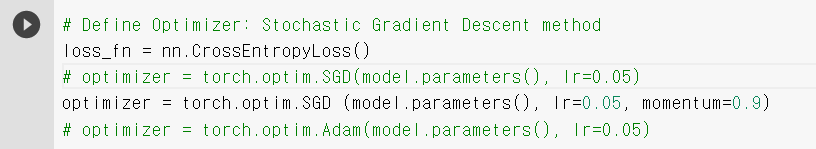 # Define Optimizer: Stochastic Gradient Descent method
loss_fn = nn.CrossEntropyLoss()
# optimizer = torch.optim.SGD(model.parameters(), lr=0.05)
optimizer = torch.optim.SGD (model.parameters(), lr=0.05, momentum=0.9)
# optimizer = torch.optim.Adam(model.parameters(), lr=0.05)